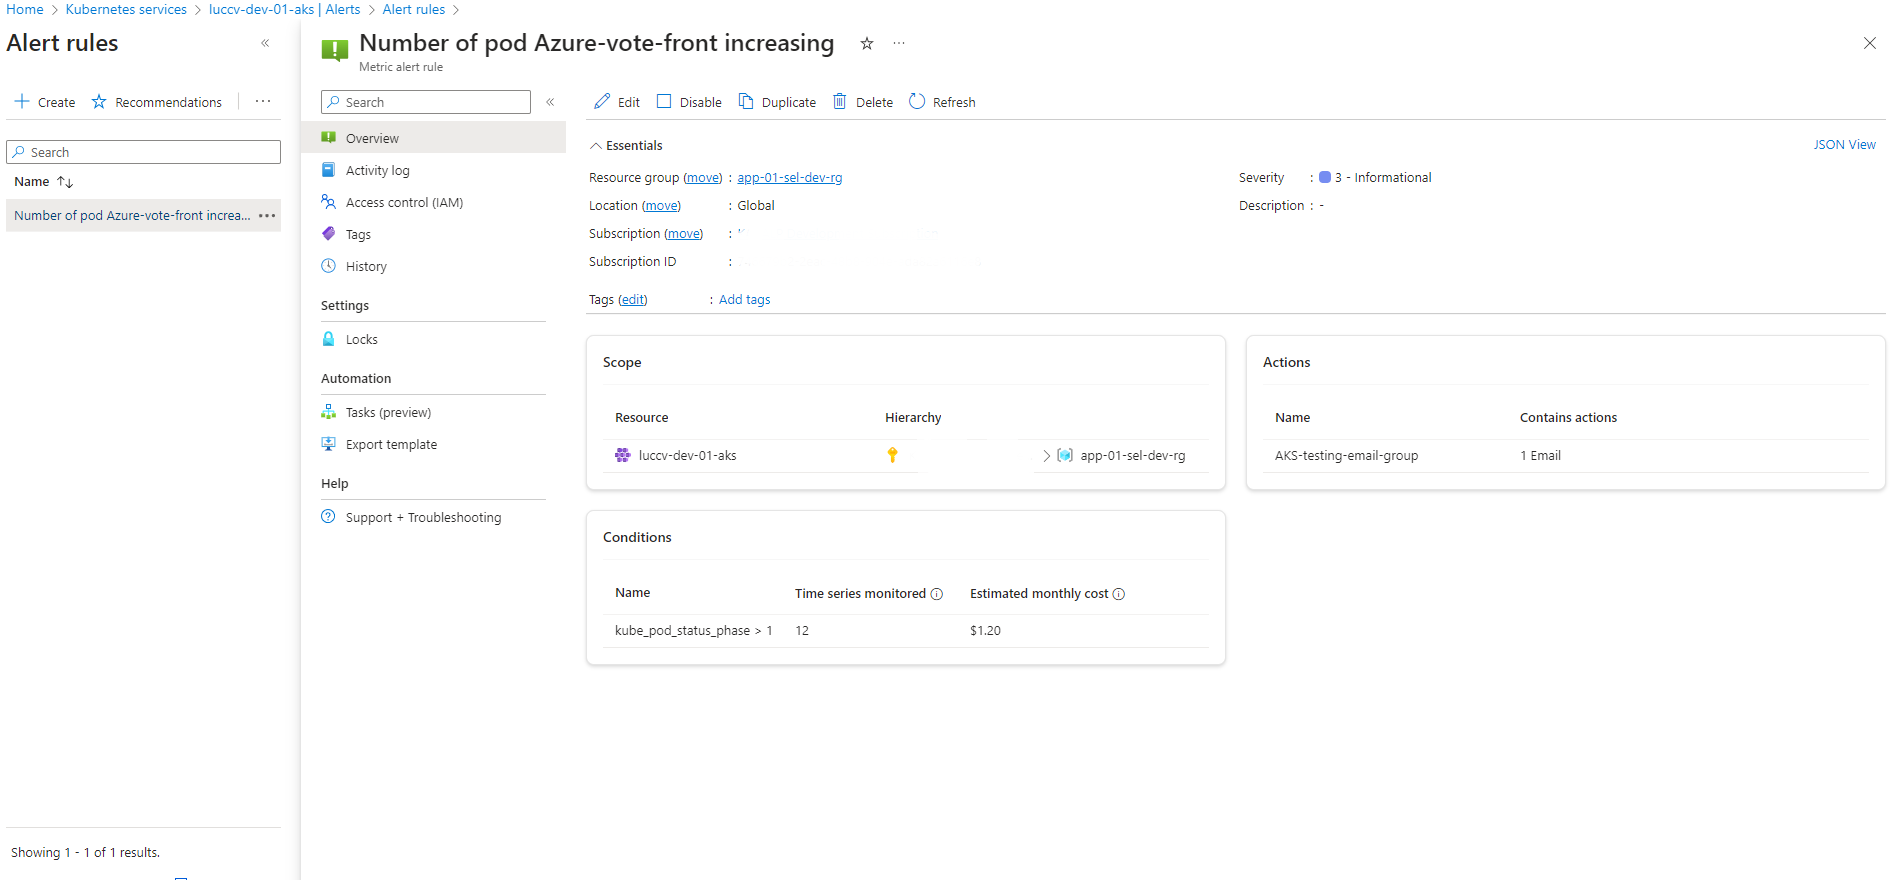 Home > Kubernetes services > luccv-dev-01-aks | Alerts > Alert rules >
Alert rules «
+ Create Recommendations ...
Search
Name ↑↓
Number of pod Azure-vote-front increa... •••
Showing 1 - 1 of 1 results.
Number of pod Azure-vote-front increasing ...
Metric alert rule
Search «
Overview
Activity log
Access control (IAM)
Tags
History
Settings
Locks
Automation
Tasks (preview)
Export template
Help
Support + Troubleshooting
Edit Disable Duplicate Delete Refresh
Essentials JSON View
Resource group (move) : app-01-sel-dev-rg
Location (move) : Global
Subscription (move) :
Subscription ID :
Tags (edit) : Add tags
Severity : 3 - Informational
Description : -
Scope
Resource Hierarchy
luccv-dev-01-aks > app-01-sel-dev-rg
Actions
Name Contains actions
AKS-testing-email-group 1 Email
Conditions
Name Time series monitored Estimated monthly cost
kube_pod_status_phase > 1 12 $1.20